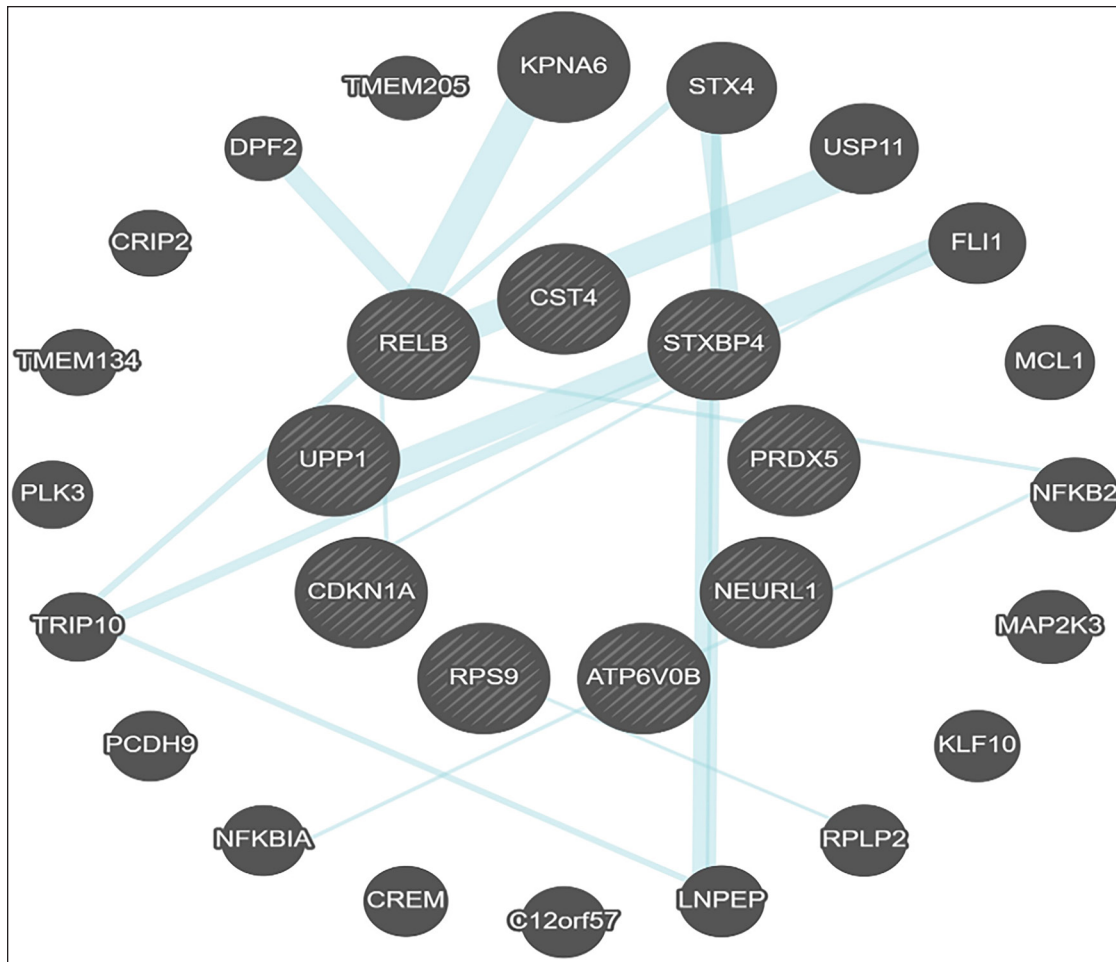 KPNA6
STX4
TMEM205
DPF2
USP11
CRIP2
FLI1
CST4
RELB
STXBP4
TMEM134
MCL1
UPP1
PRDX5
PLK3
NFKB2
CDKN1A
NEURL1
TRIP10
MAP2K3
RPS9
ATP6V0B
PCDH9
KLF10
NFKBIA
RPLP2
CREM
LNPEP
C12orf57